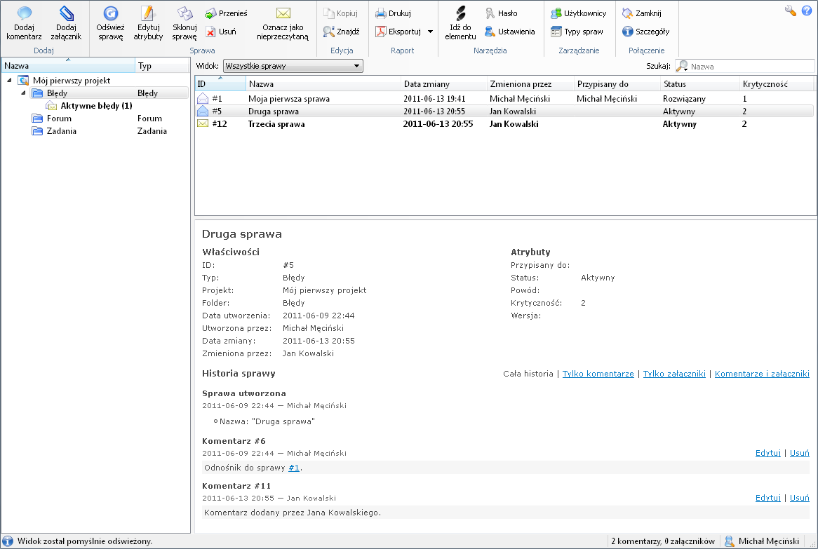 Dodaj komentarz
Dodaj załącznik
Odśwież sprawę
Edytuj atrybuty
Sklonuj sprawę
Przenieś
Usuń
Oznacz jako nieprzeczytaną
Kopiuj
Znajdź
Drukuj
Eksportuj
Idź do elementu
Hasło
Ustawienia
Użytkownicy
Typy spraw
Zamknij
Szczegóły
Dodaj Sprawa Edycja Raport Narzędzia Zarządzanie Połączenie
Nazwa Typ
Mój pierwszy projekt
Błędy Błędy
Aktywne błędy (1)
Forum Forum
Zadania Zadania
Widok: Wszystkie sprawy Szukaj: Nazwa
ID Nazwa Data zmiany Zmieniona przez Przypisany do Status Krytyczność
#1 Moja pierwsza sprawa 2011-06-13 19:41 Michał Męciński Michał Męciński Rozwiązany 1
#5 Druga sprawa 2011-06-13 20:55 Jan Kowalski Aktywny 2
#12 Trzecia sprawa 2011-06-13 20:55 Jan Kowalski Aktywny 2
Druga sprawa
Właściwości Atrybuty
ID: #5 Przypisany do:
Typ: Błędy Status: Aktywny
Projekt: Mój pierwszy projekt Powód:
Folder: Błędy Krytyczność: 2
Data utworzenia: 2011-06-09 22:44 Wersja:
Utworzona przez: Michał Męciński
Data zmiany: 2011-06-13 20:55
Zmieniona przez: Jan Kowalski
Historia sprawy Cała historia | Tylko komentarze | Tylko załączniki | Komentarze i załączniki
Sprawa utworzona
2011-06-09 22:44 — Michał Męciński
Nazwa: "Druga sprawa"
Komentarz #6
2011-06-09 22:44 — Michał Męciński Edytuj | Usuń
Odnośnik do sprawy #1.
Komentarz #11
2011-06-13 20:55 — Jan Kowalski Edytuj | Usuń
Komentarz dodany przez Jana Kowalskiego.
Widok został pomyślnie odświeżony. 2 komentarzy, 0 załączników Michał Męciński